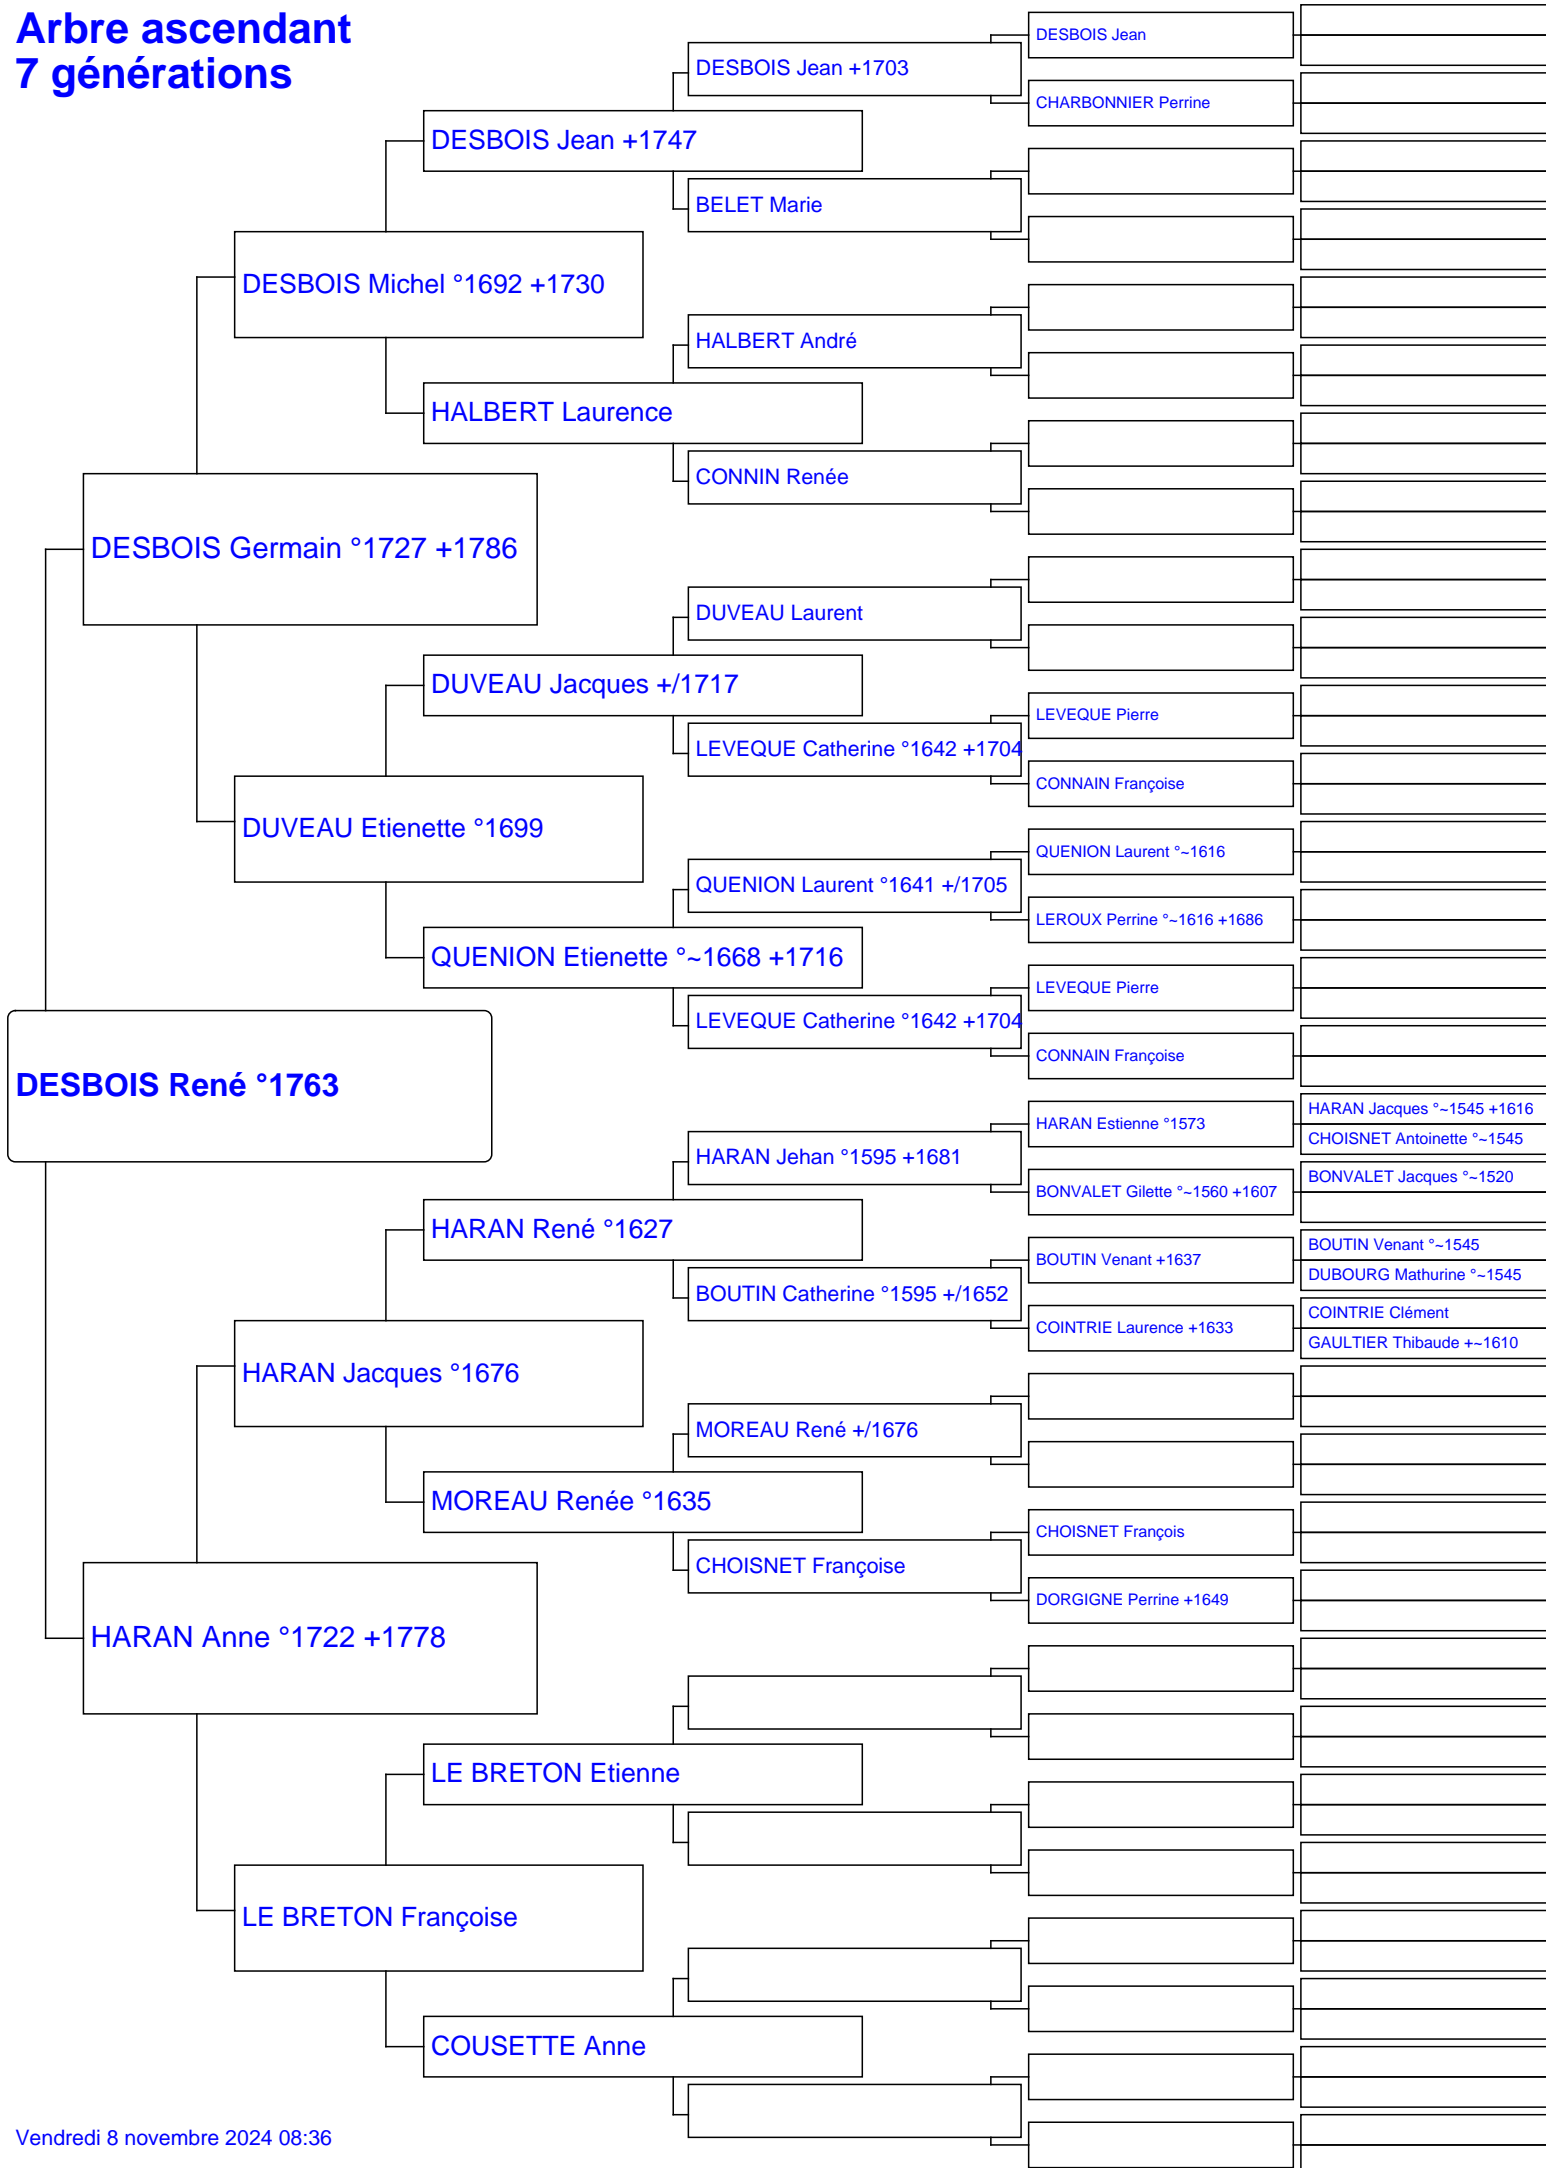 Arbre ascendant
7 générations
DESBOIS Jean
DESBOIS Jean +1703
CHARBONNIER Perrine
DESBOIS Jean +1747
BELET Marie
DESBOIS Michel °1692 +1730
HALBERT André
HALBERT Laurence
CONNIN Renée
DESBOIS Germain °1727 +1786
DUVEAU Laurent
DUVEAU Jacques +/1717
LEVEQUE Pierre
LEVEQUE Catherine °1642 +1704
CONNAIN Françoise
DUVEAU Etienette °1699
QUENION Laurent °~1616
QUENION Laurent °1641 +/1705
LEROUX Perrine °~1616 +1686
QUENION Etienette °~1668 +1716
LEVEQUE Pierre
LEVEQUE Catherine °1642 +1704
CONNAIN Françoise
DESBOIS René °1763
HARAN Jacques °~1545 +1616
HARAN Estienne °1573
CHOISNET Antoinette °~1545
HARAN Jehan °1595 +1681
BONVALET Jacques °~1520
BONVALET Gilette °~1560 +1607
HARAN René °1627
BOUTIN Venant °~1545
BOUTIN Venant +1637
DUBOURG Mathurine °~1545
BOUTIN Catherine °1595 +/1652
COINTRIE Clément
COINTRIE Laurence +1633
GAULTIER Thibaude +~1610
HARAN Jacques °1676
MOREAU René +/1676
MOREAU Renée °1635
CHOISNET François
CHOISNET Françoise
DORGIGNE Perrine +1649
HARAN Anne °1722 +1778
LE BRETON Etienne
LE BRETON Françoise
COUSETTE Anne
Vendredi 8 novembre 2024 08:36